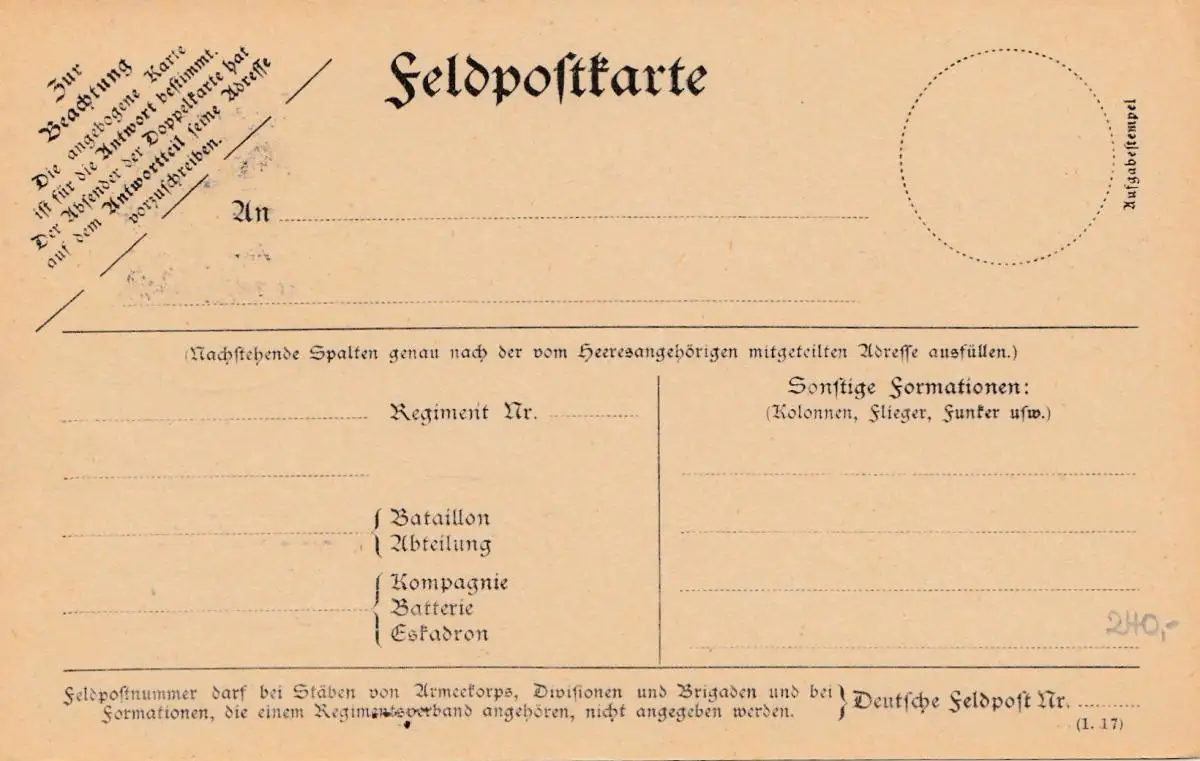 Zur
Beachtung
Die angebogene Karte
ist für die Antwort bestimmt.
Der Absender der Doppelkarte hat
auf dem Antwortteil seine Adresse
vorzuschreiben.
Feldpostkarte
Aufgabestempel
An
(Nachstehende Spalten genau nach der vom Heeresangehörigen mitgeteilten Adresse ausfüllen.)
Regiment Nr.
Bataillon
Abteilung
Kompagnie
Batterie
Eskadron
Sonstige Formationen:
(Kolonnen, Flieger, Funker usw.)
240,-
Feldpostnummer darf bei Stäben von Armeekorps, Divisionen und Brigaden und bei
Formationen, die einem Regimentsverband angehören, nicht angegeben werden.
Deutsche Feldpost Nr.
(1. 17)